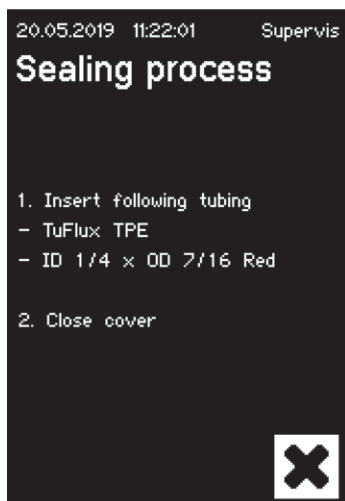 20.05.2019 11:22:01 Supervis
Sealing process
1. Insert following tubing
- TuFlux TPE
- ID 1/4 x OD 7/16 Red
2. Close cover